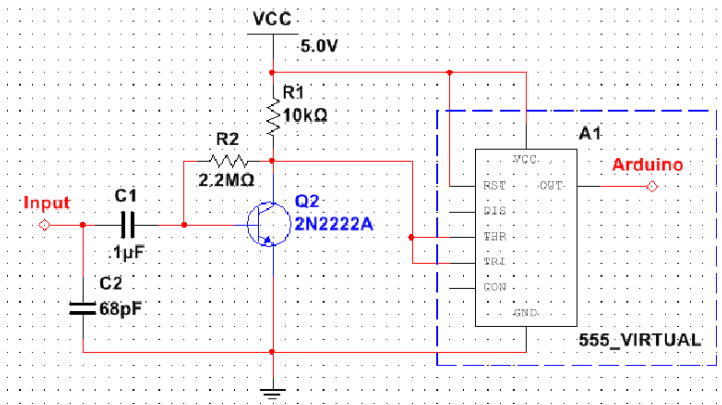 VCC
5.0V
R1
10kΩ
R2
2.2MΩ
A1
VCC
Arduino
RST
OUT
Input
C1
.1µF
Q2
2N2222A
DIS
THR
TRI
CON
C2
68pF
GND
555_VIRTUAL